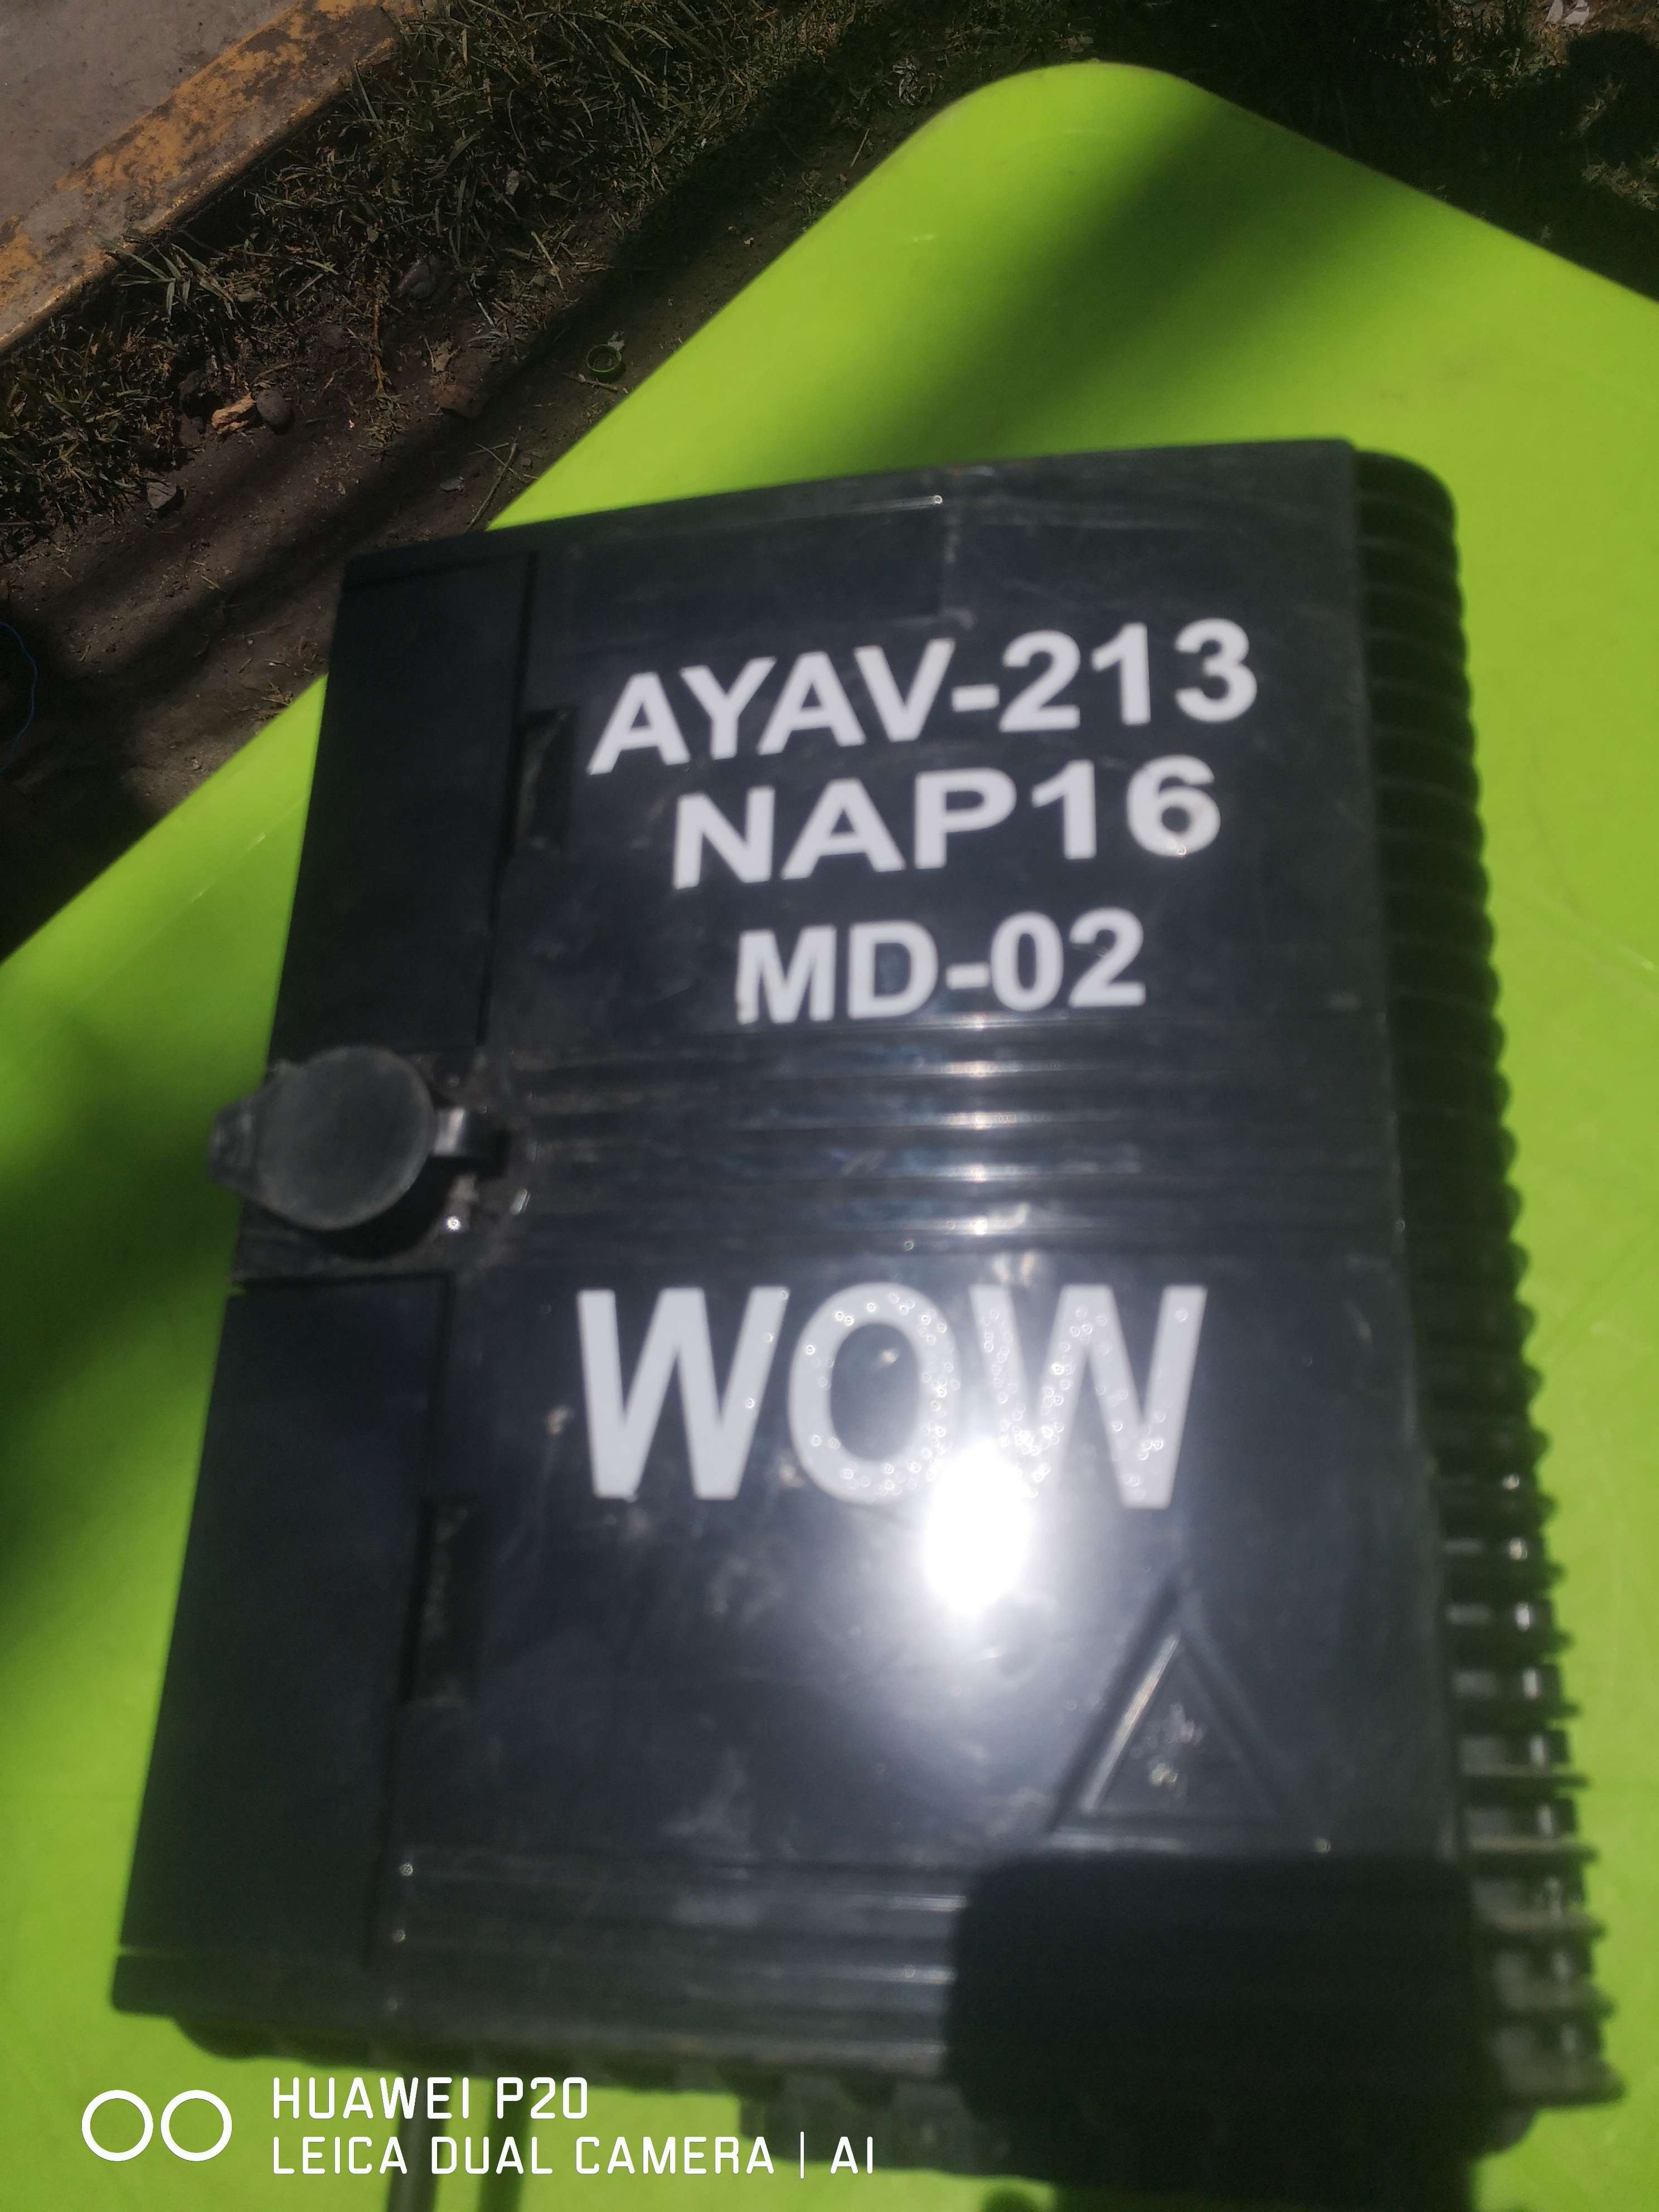 AYAV-213
NAP16
MD-02
WOW
HUAWEI P20
LEICA DUAL CAMERA | AI